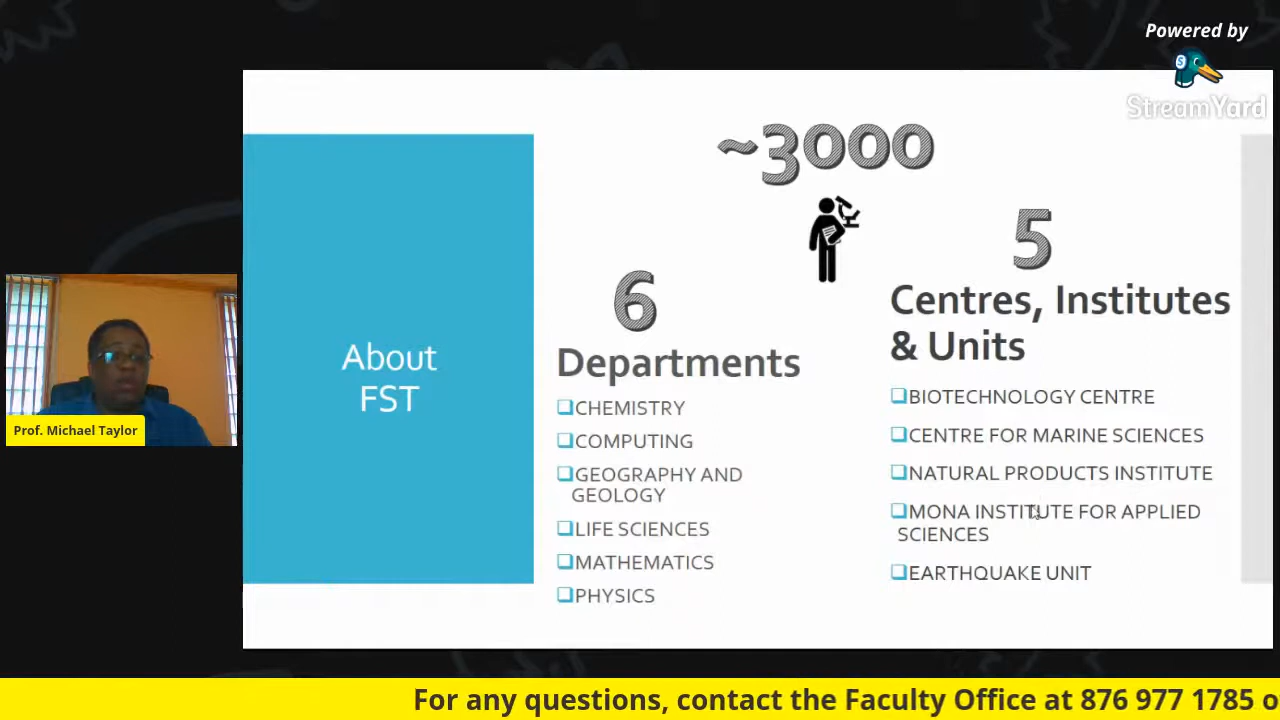 Powered by
StreamYard
~3000
5
Centres, Institutes
& Units
6
Departments
About
FST
❑BIOTECHNOLOGY CENTRE
❑CENTRE FOR MARINE SCIENCES
❑NATURAL PRODUCTS INSTITUTE
❑MONA INSTITUTE FOR APPLIED
SCIENCES
❑EARTHQUAKE UNIT
❑CHEMISTRY
❑COMPUTING
❑GEOGRAPHY AND
GEOLOGY
❑LIFE SCIENCES
❑MATHEMATICS
❑PHYSICS
Prof. Michael Taylor
For any questions, contact the Faculty Office at 876 977 1785 o